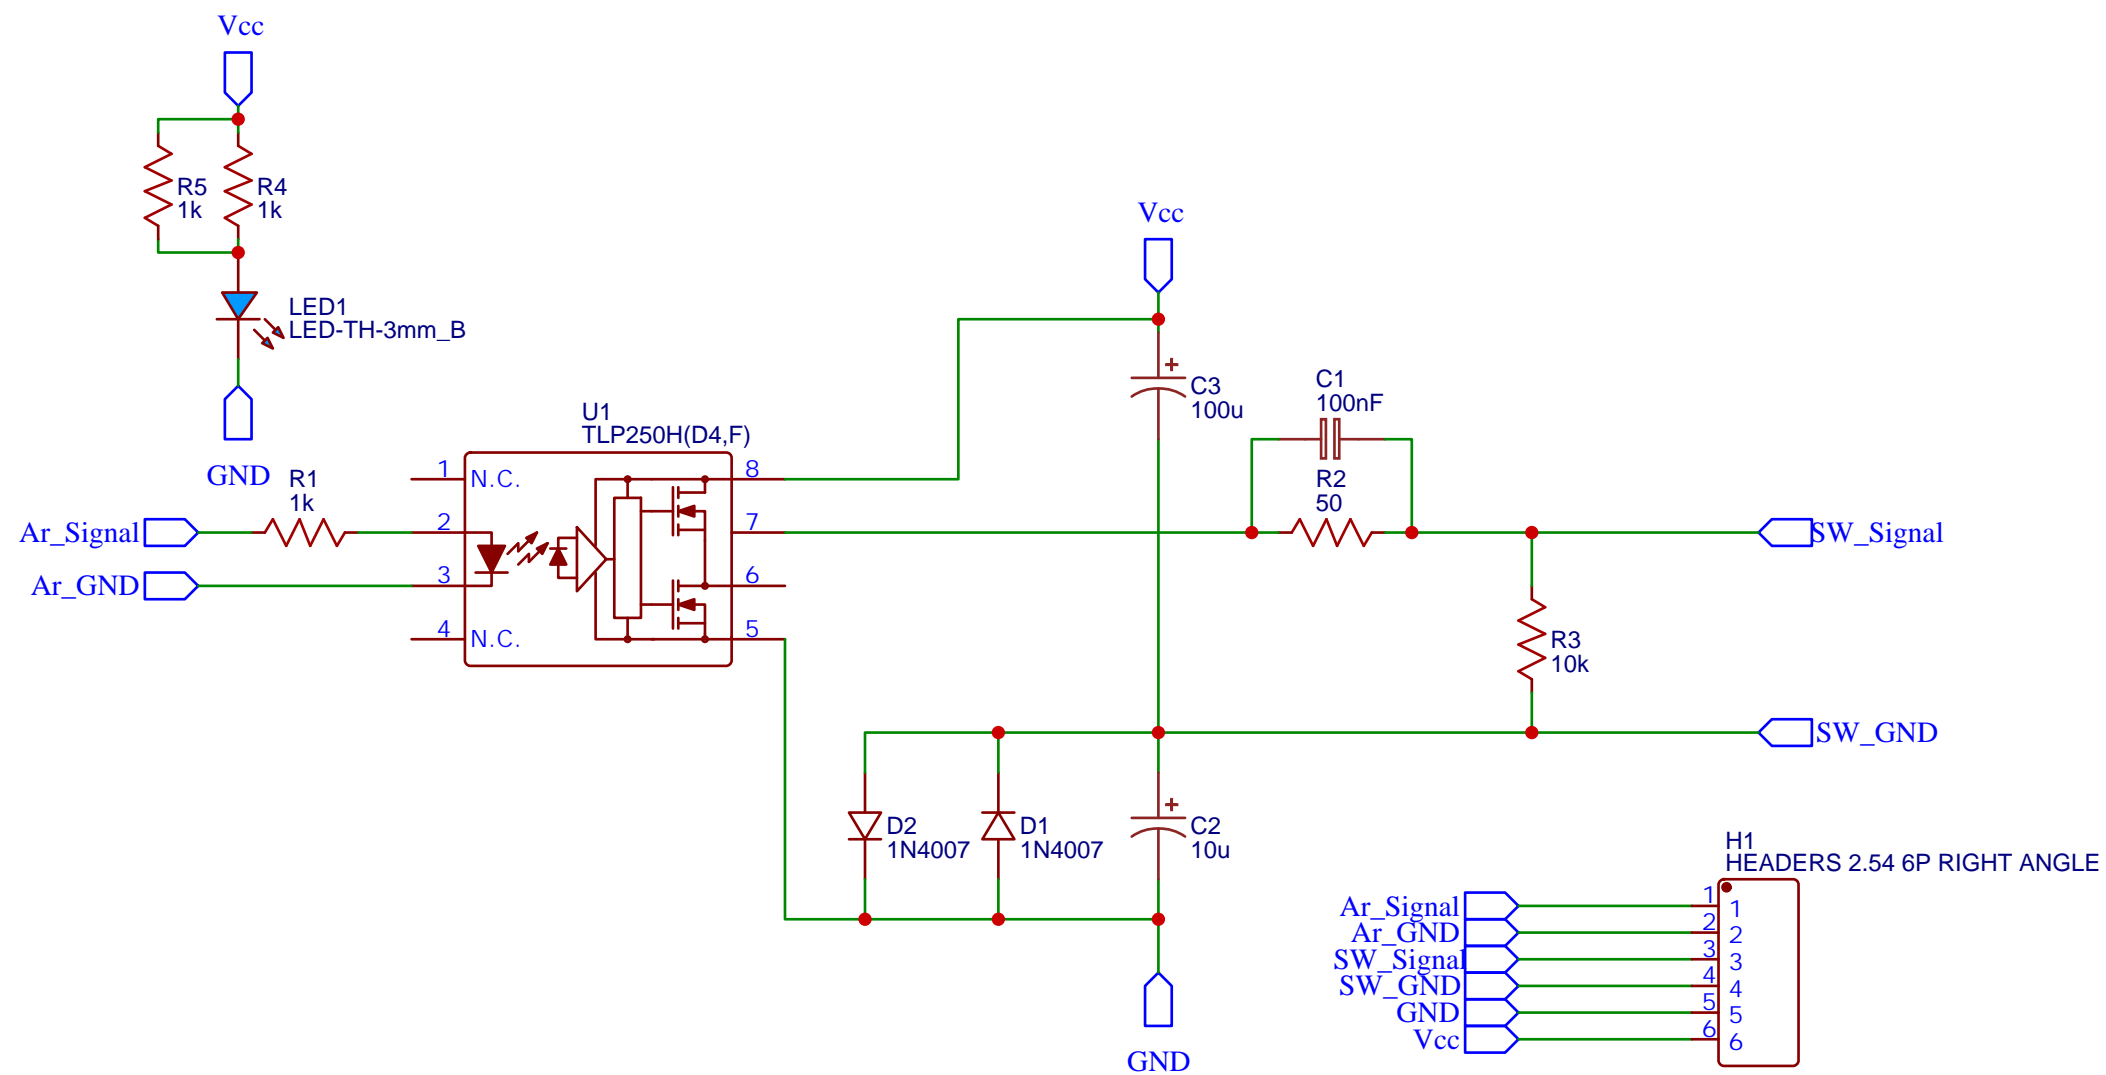 Vcc
R5
1k
R4
1k
LED1
LED-TH-3mm_B
GND
Vcc
C3
100u
C1
100nF
R2
50
U1
TLP250H(D4,F)
R1
1k
Ar_Signal
Ar_GND
1
N.C.
2
3
4
N.C.
8
7
6
5
SW_Signal
R3
10k
SW_GND
D2
1N4007
D1
1N4007
C2
10u
GND
H1
HEADERS 2.54 6P RIGHT ANGLE
Ar_Signal 1 1
Ar_GND 2 2
SW_Signal 3 3
SW_GND 4 4
GND 5 5
Vcc 6 6